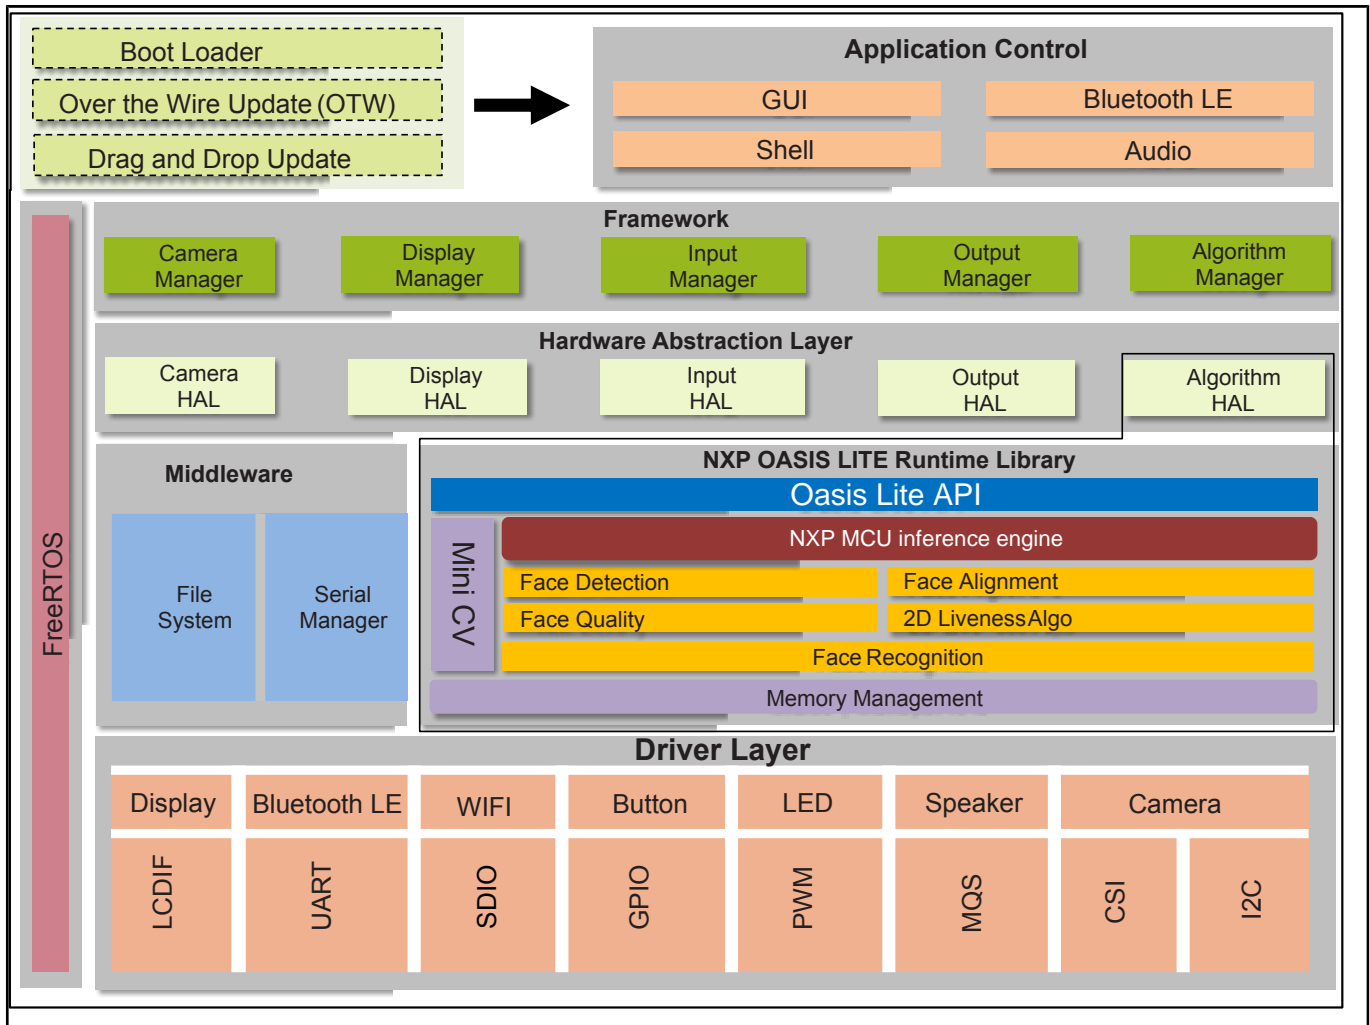 Boot Loader
Over the Wire Update (OTW)
Drag and Drop Update
Application Control
GUI
Bluetooth LE
Shell
Audio
FreeRTOS
Framework
Camera
Manager
Display
Manager
Input
Manager
Output
Manager
Algorithm
Manager
Hardware Abstraction Layer
Camera
HAL
Display
HAL
Input
HAL
Output
HAL
Algorithm
HAL
Middleware
File
System
Serial
Manager
NXP OASIS LITE Runtime Library
Oasis Lite API
Mini CV
NXP MCU inference engine
Face Detection
Face Alignment
Face Quality
2D LivenessAlgo
Face Recognition
Memory Management
Driver Layer
Display
Bluetooth LE
WIFI
Button
LED
Speaker
Camera
LCDIF
UART
SDIO
GPIO
PWM
MQS
CSI
I2C